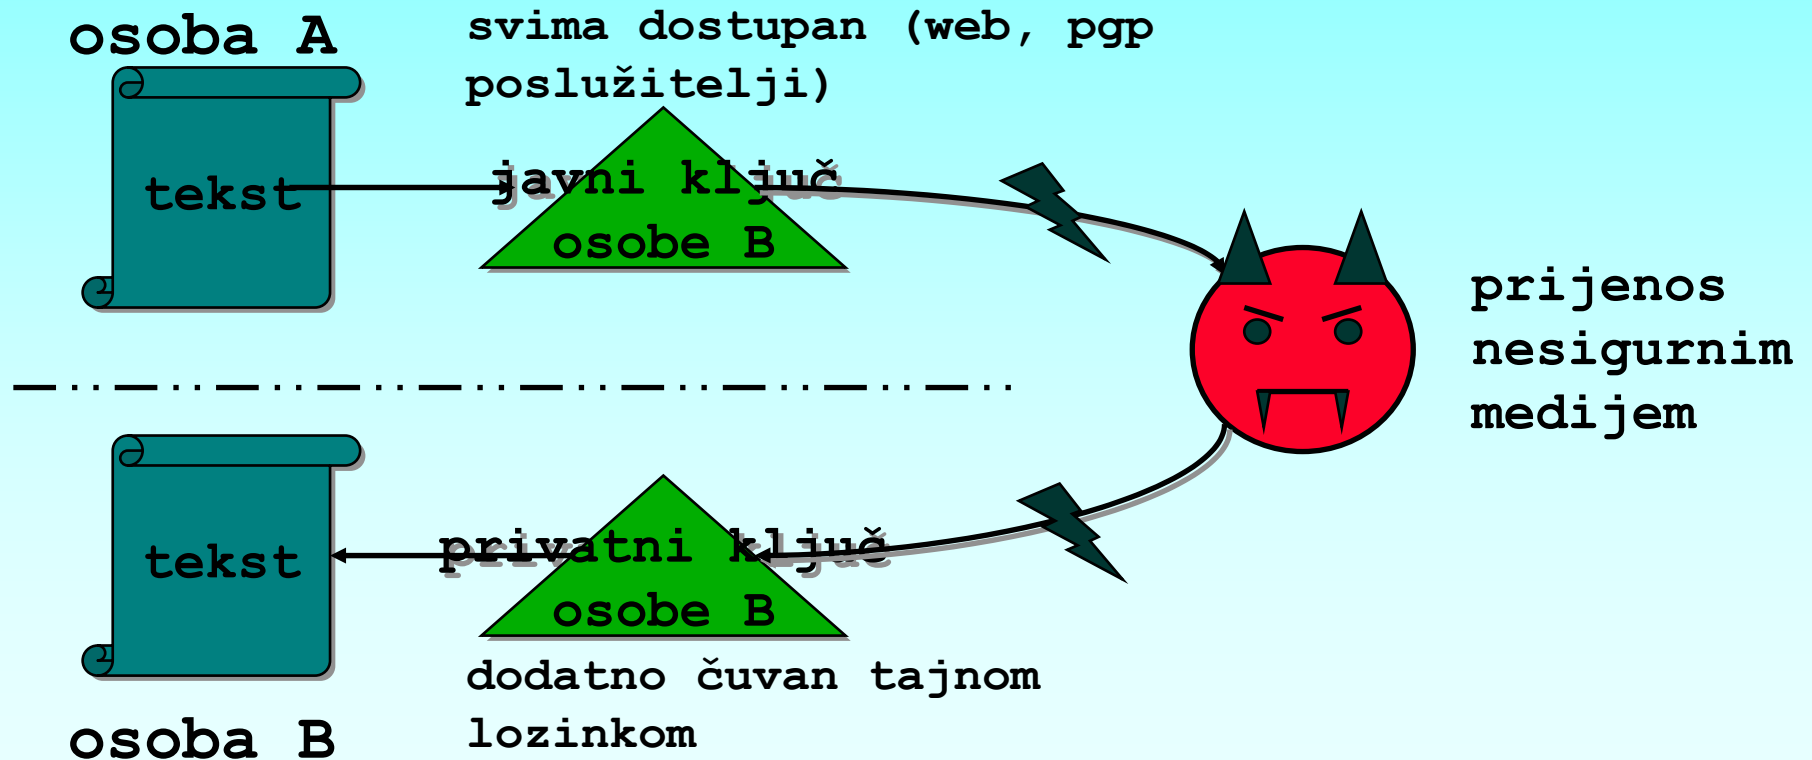 osoba A
svima dostupan (web, pgp
poslužitelji)
tekst
javni ključ
osobe B
prijenos
nesigurnim
medijem
tekst
privatni ključ
osobe B
dodatno čuvan tajnom
lozinkom
osoba B